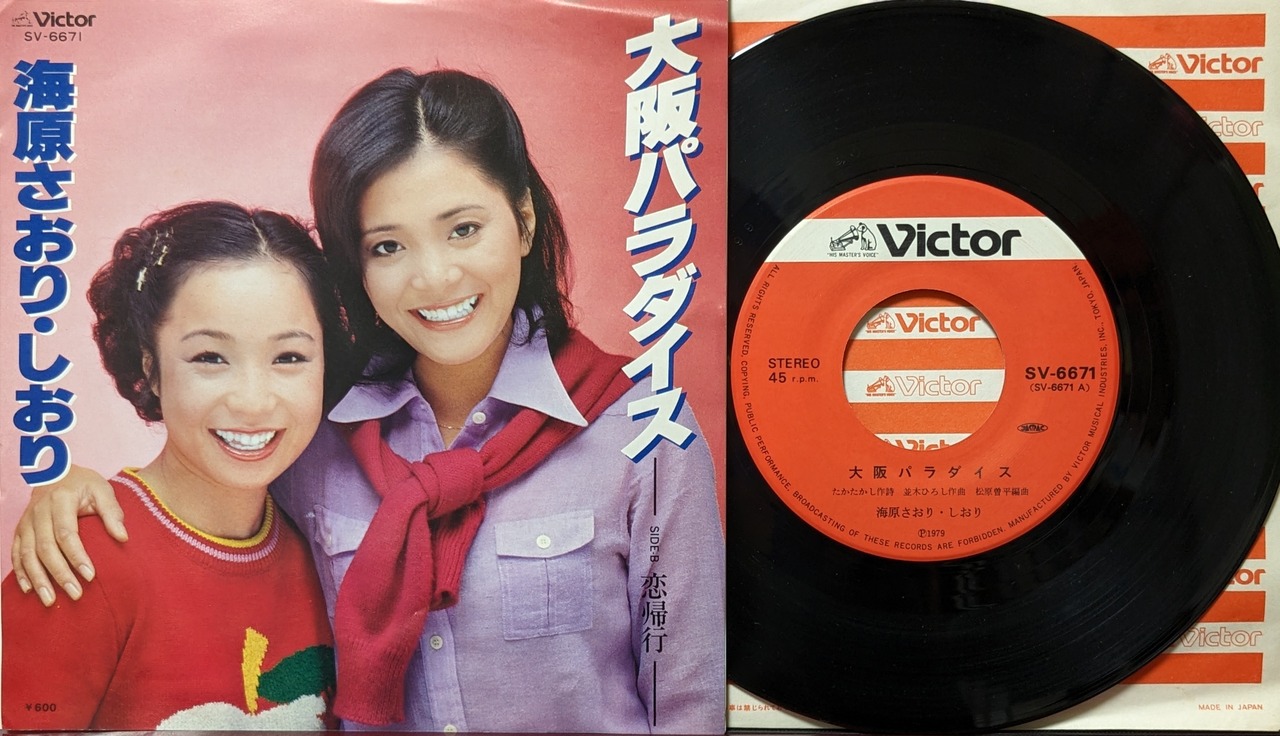 Victor
SV-6671
海原さおり・しおり
大阪パラダイス
SIDE:B 恋帰行
¥600
Victor
"HIS MASTER'S VOICE"
STEREO
45 r.p.m.
SV-6671
(SV-6671 A)
大阪パラダイス
たかたかし作詩 並木ひろし作曲 松原曽平編曲
海原さおり・しおり
Ⓟ1979
ALL RIGHTS RESERVED. COPYING, PUBLIC PERFORMANCE, BROADCASTING OF THESE RECORDS ARE FORBIDDEN. MANUFACTURED BY VICTOR MUSICAL INDUSTRIES, INC., TOKYO, JAPAN
Victor
Victor
Victor
Victor
Victor
MADE IN JAPAN